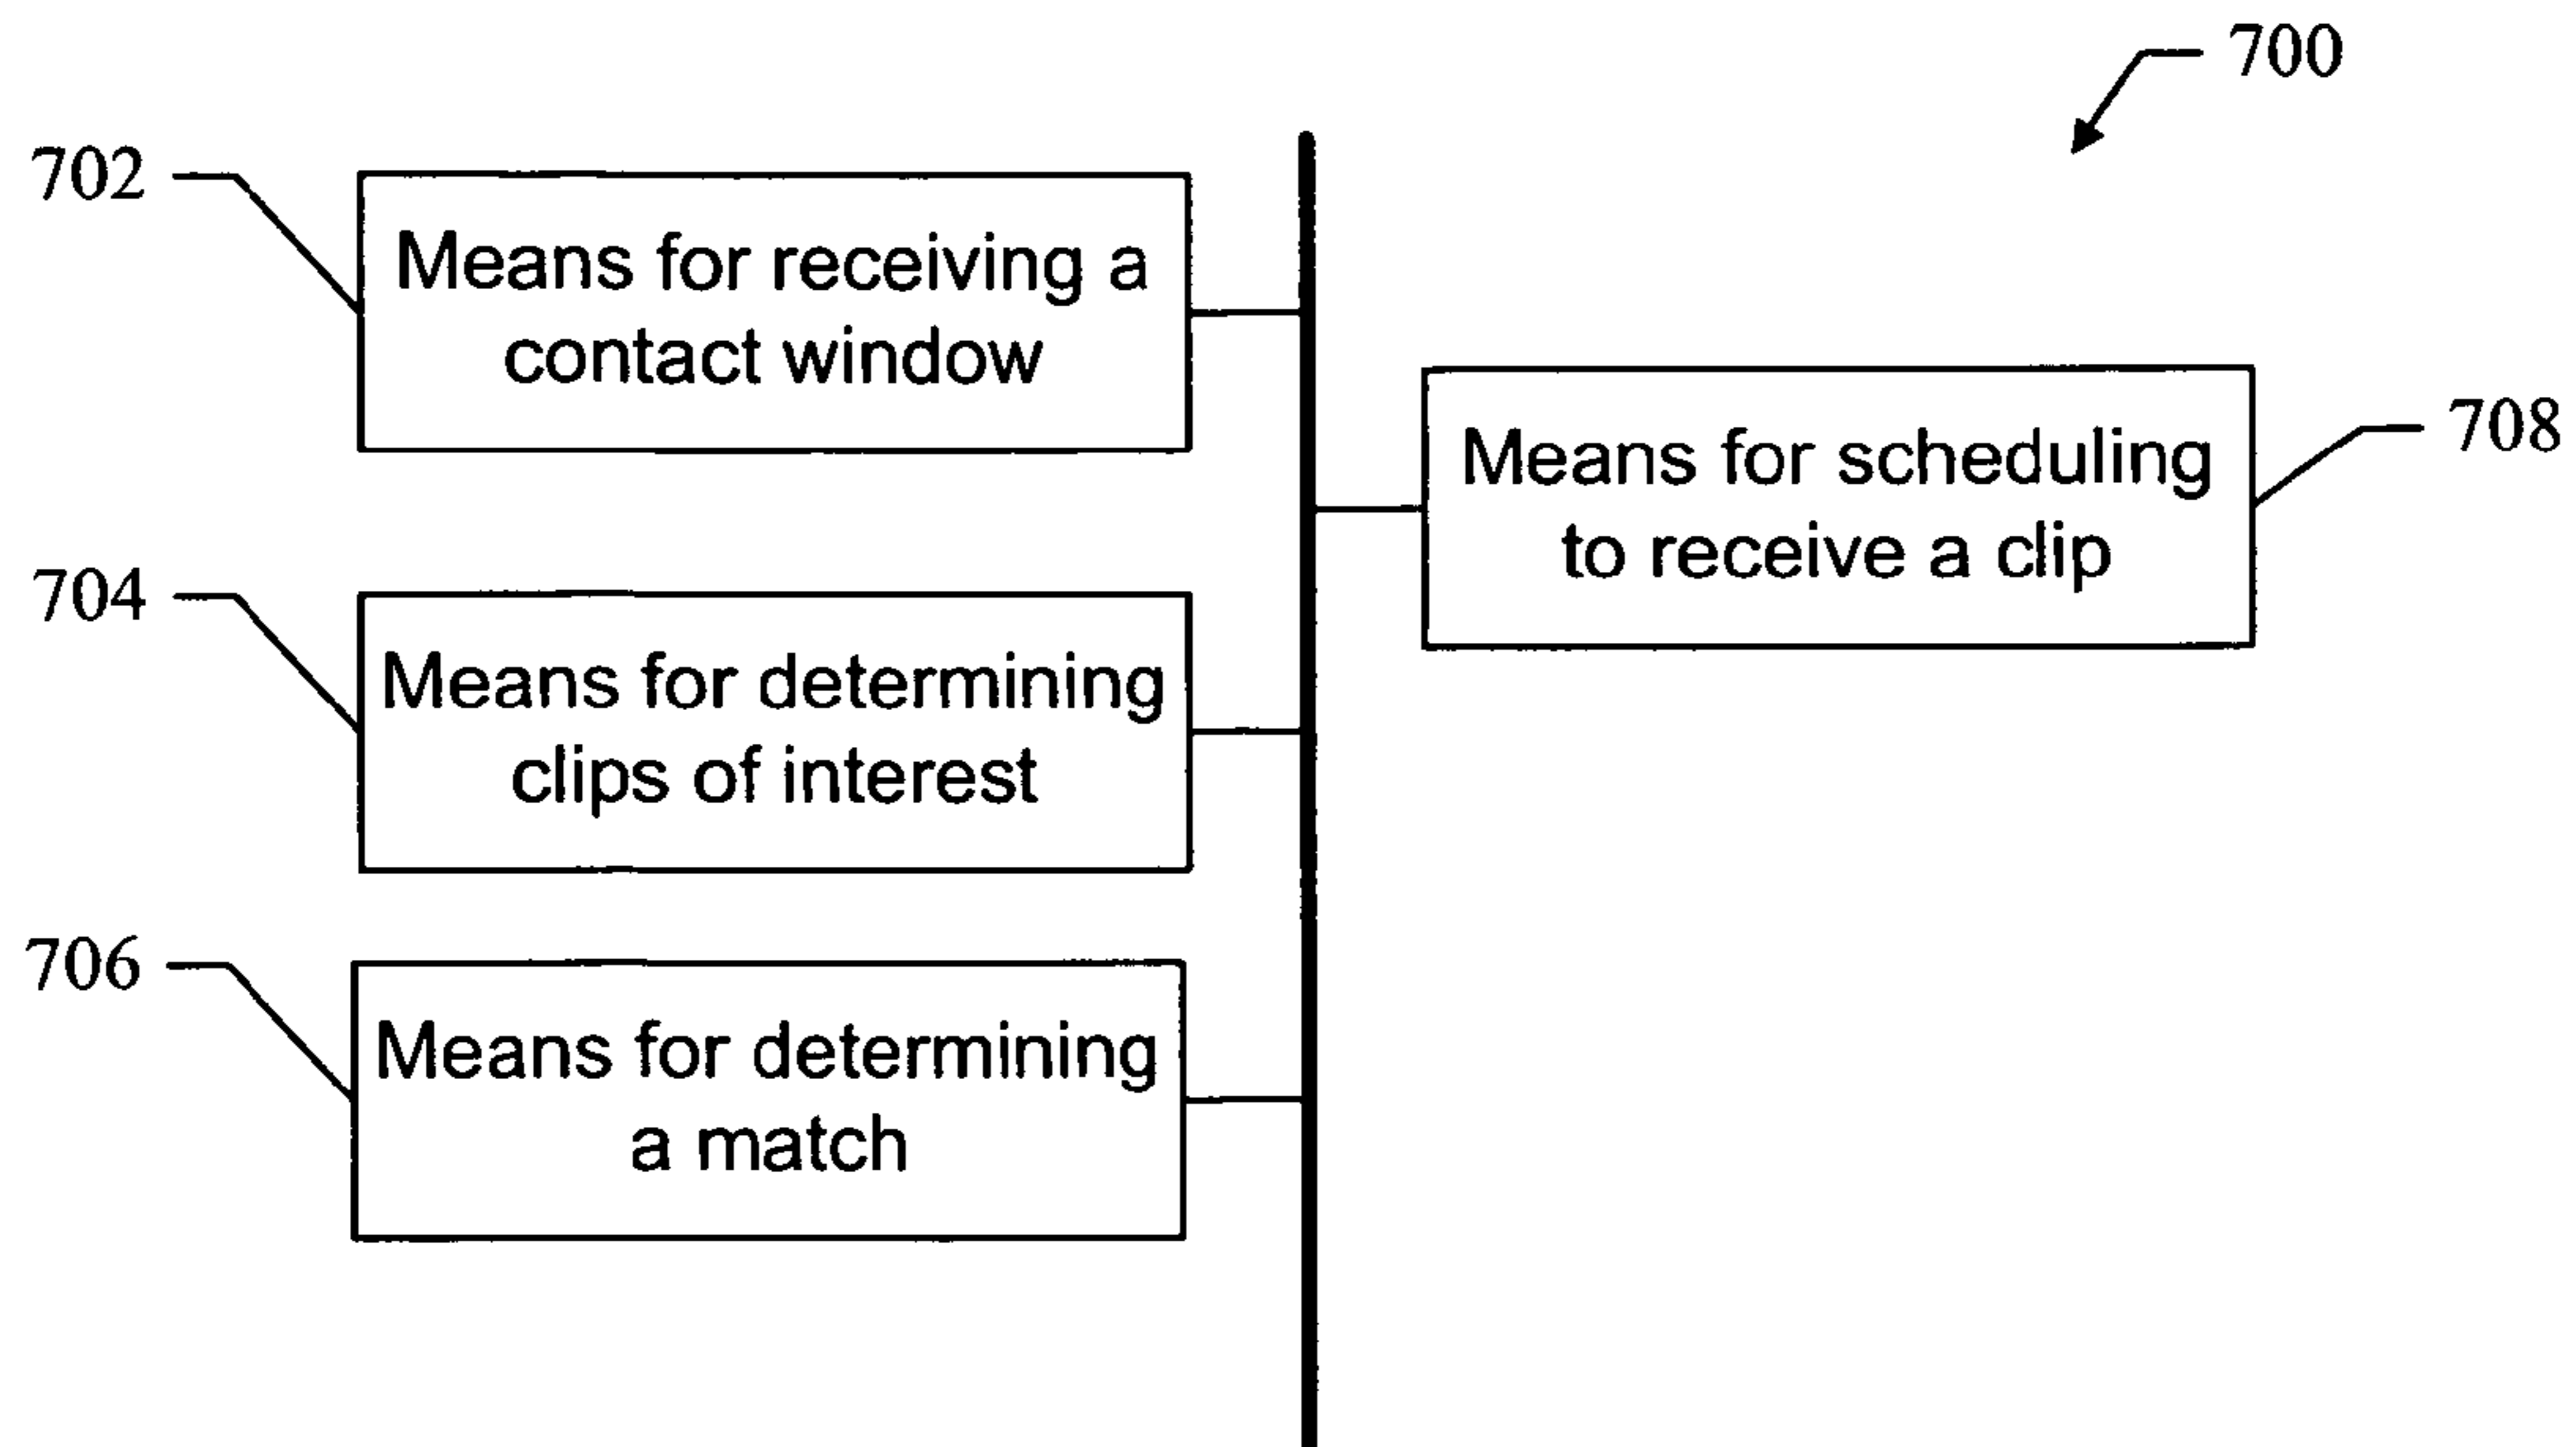 700
702
Means for receiving a
contact window
708
Means for scheduling
to receive a clip
704
Means for determining
clips of interest
706
Means for determining
a match